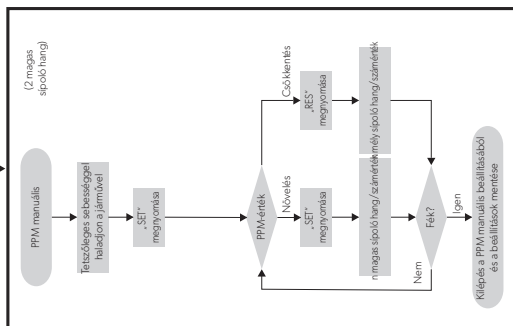 (2 magas
sípoló hang)
PPM manuális
Tetszőleges sebességgel
haladjon a járművel
„SET”
megnyomása
PPM-érték
Növelés
Csökkentés
„SET”
megnyomása
„RES”
megnyomása
n magas sípoló hang/számérték
mély sípoló hang/számérték
Fék?
Nem
Igen
Kilépés a PPM manuális beállításából
és a beállítások mentése